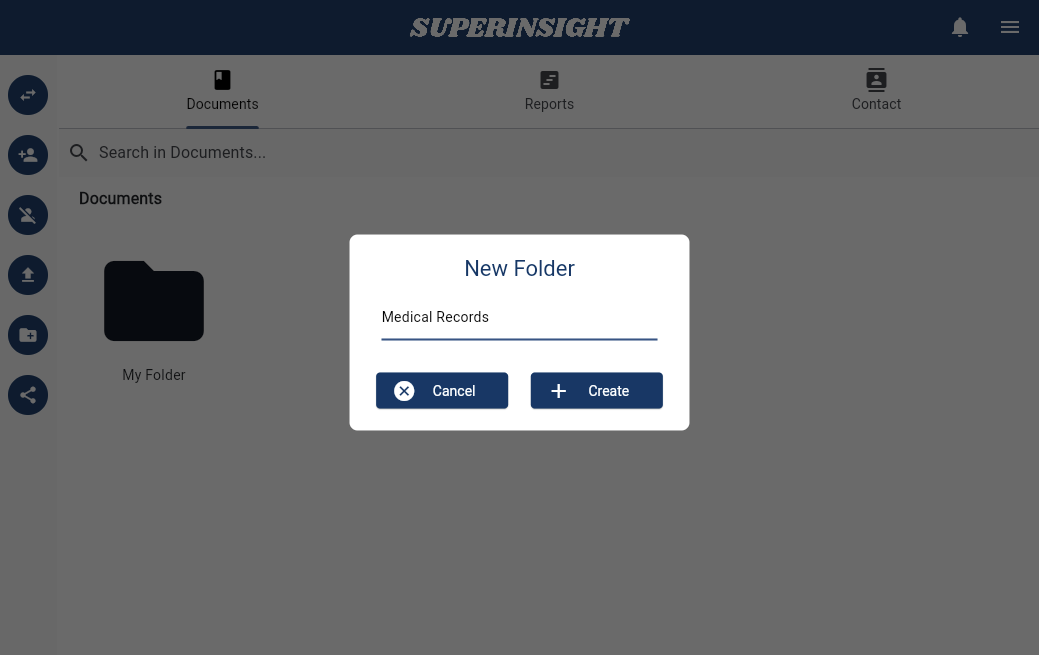 SUPERINSIGHT
Documents
Reports
Contact
Search in Documents...
Documents
My Folder
New Folder
Medical Records
Cancel
Create